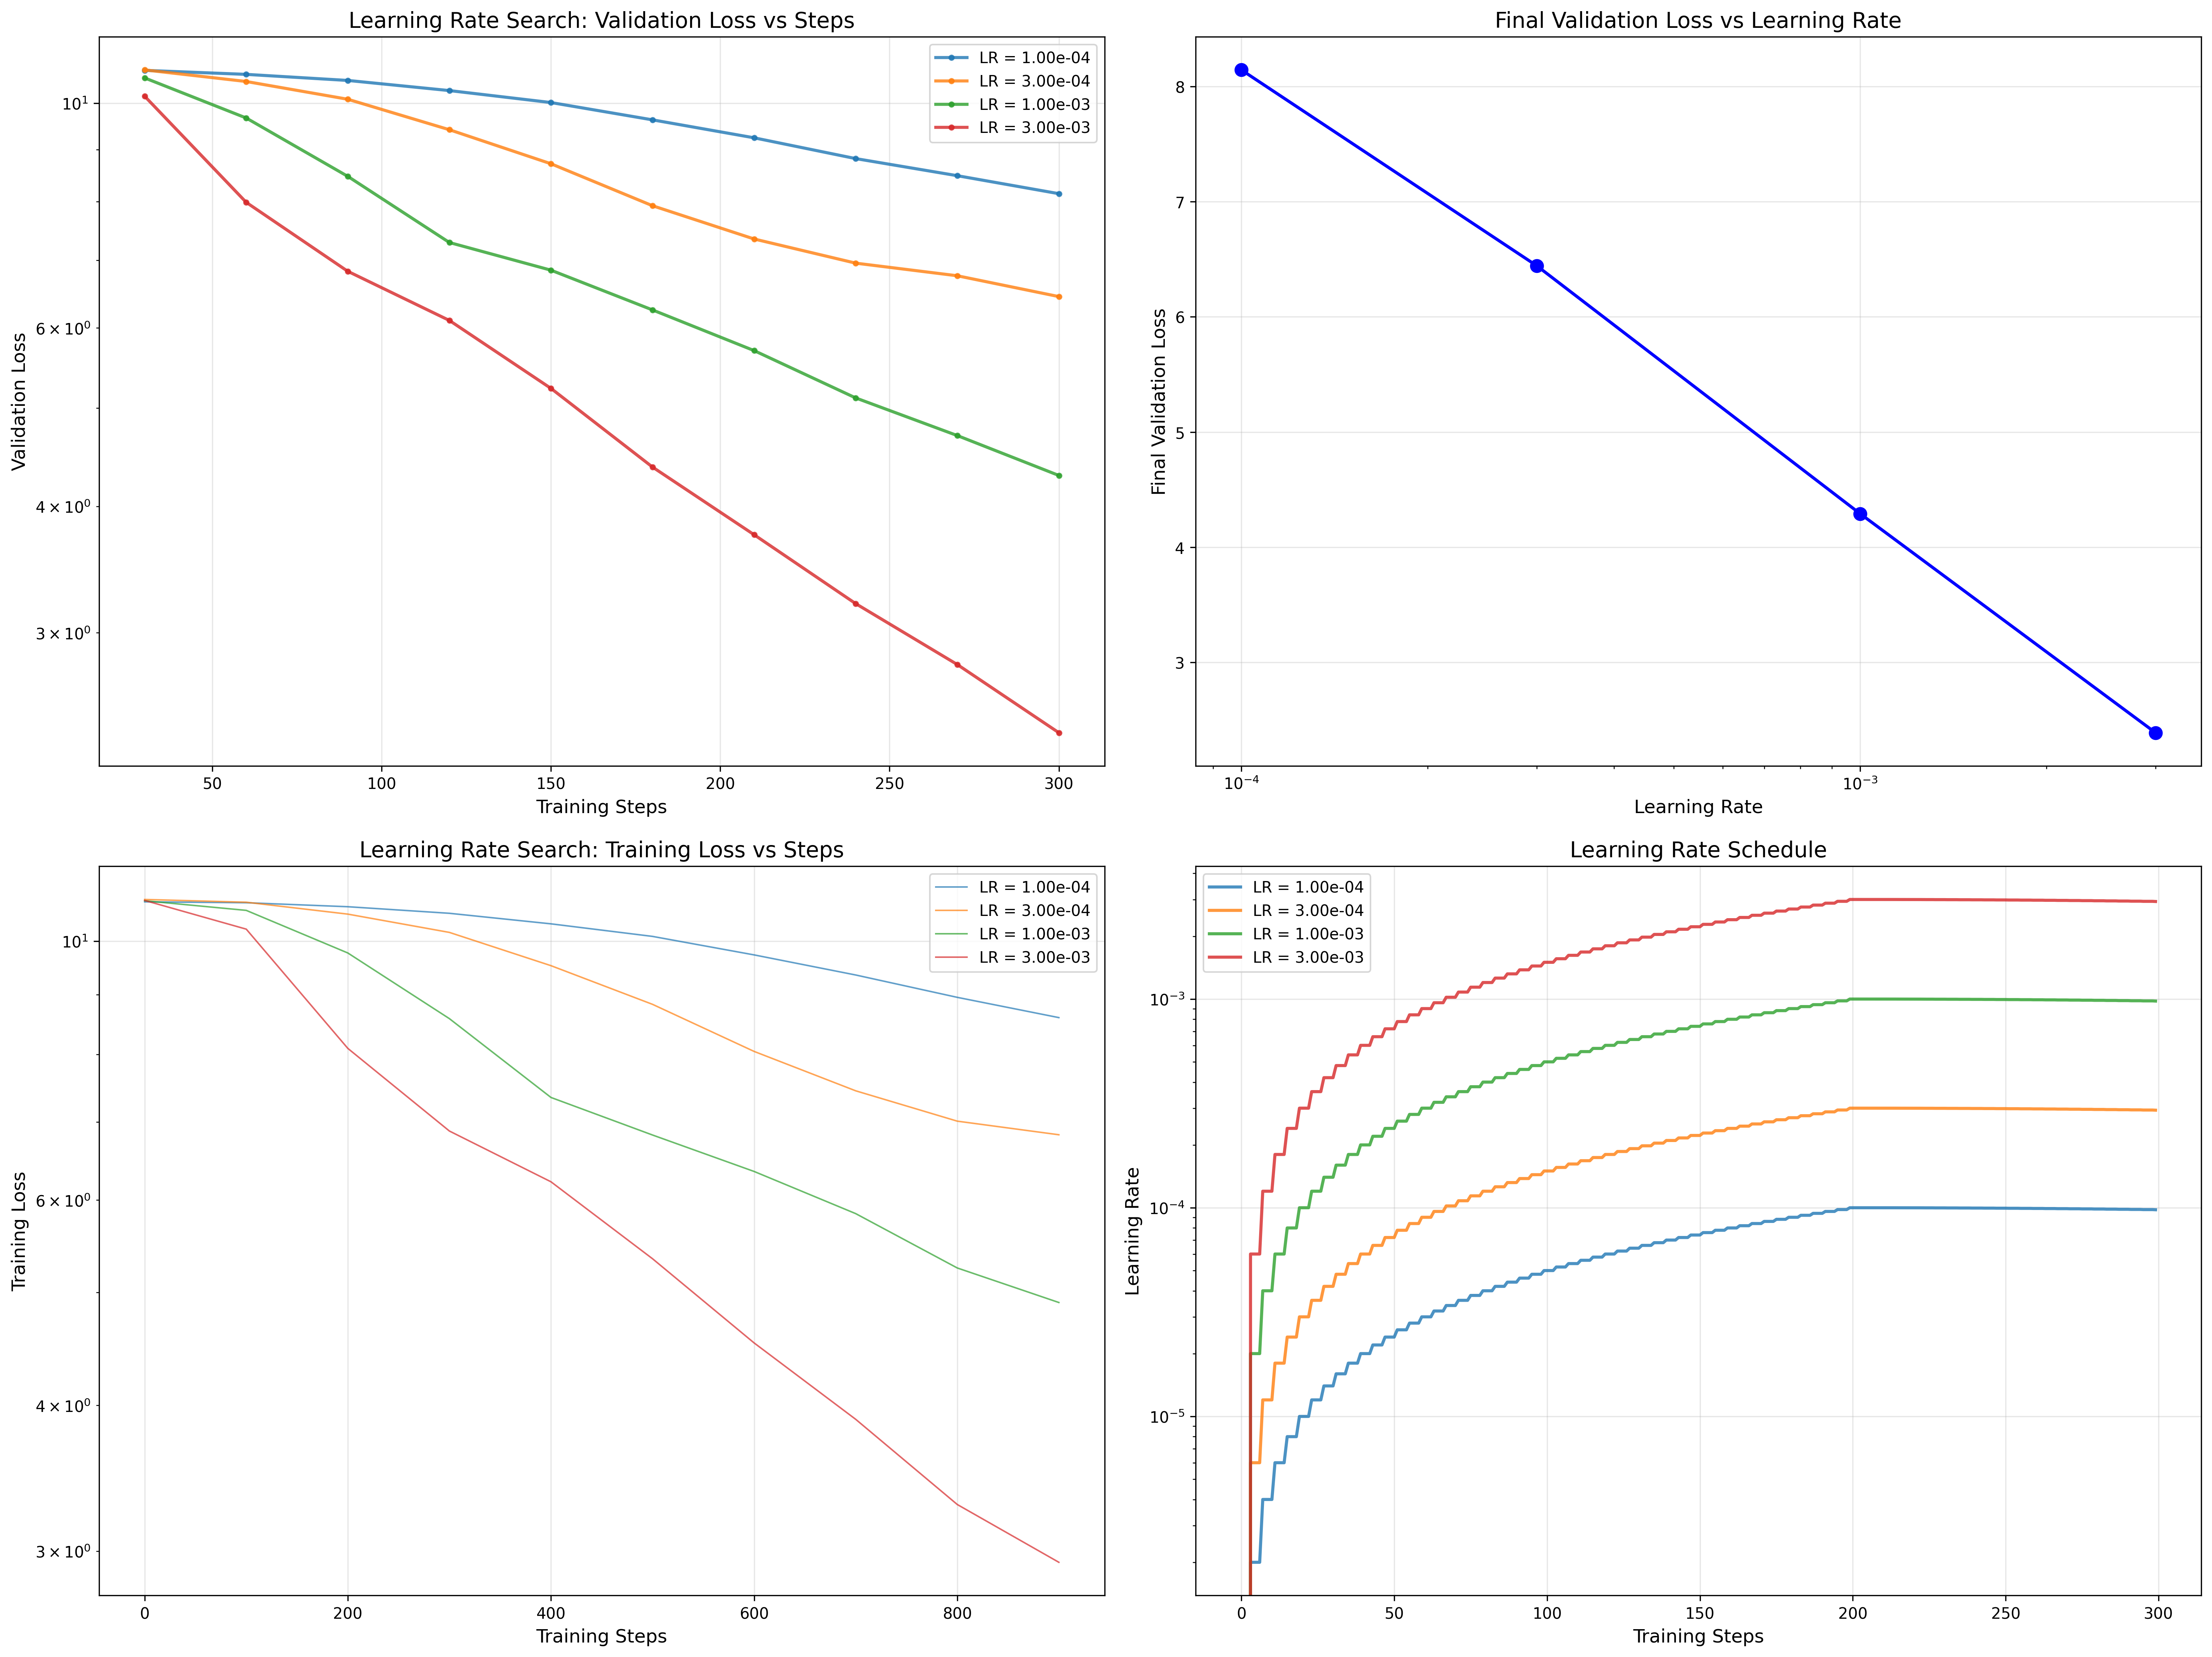 Learning Rate Search: Validation Loss vs Steps
Validation Loss
10¹
6 × 10⁰
4 × 10⁰
3 × 10⁰
LR = 1.00e-04
LR = 3.00e-04
LR = 1.00e-03
LR = 3.00e-03
50 100 150 200 250 300
Training Steps
Final Validation Loss vs Learning Rate
Final Validation Loss
8
7
6
5
4
3
10⁻⁴ 10⁻³
Learning Rate
Learning Rate Search: Training Loss vs Steps
Training Loss
10¹
6 × 10⁰
4 × 10⁰
3 × 10⁰
LR = 1.00e-04
LR = 3.00e-04
LR = 1.00e-03
LR = 3.00e-03
0 200 400 600 800
Training Steps
Learning Rate Schedule
Learning Rate
10⁻³
10⁻⁴
10⁻⁵
LR = 1.00e-04
LR = 3.00e-04
LR = 1.00e-03
LR = 3.00e-03
0 50 100 150 200 250 300
Training Steps